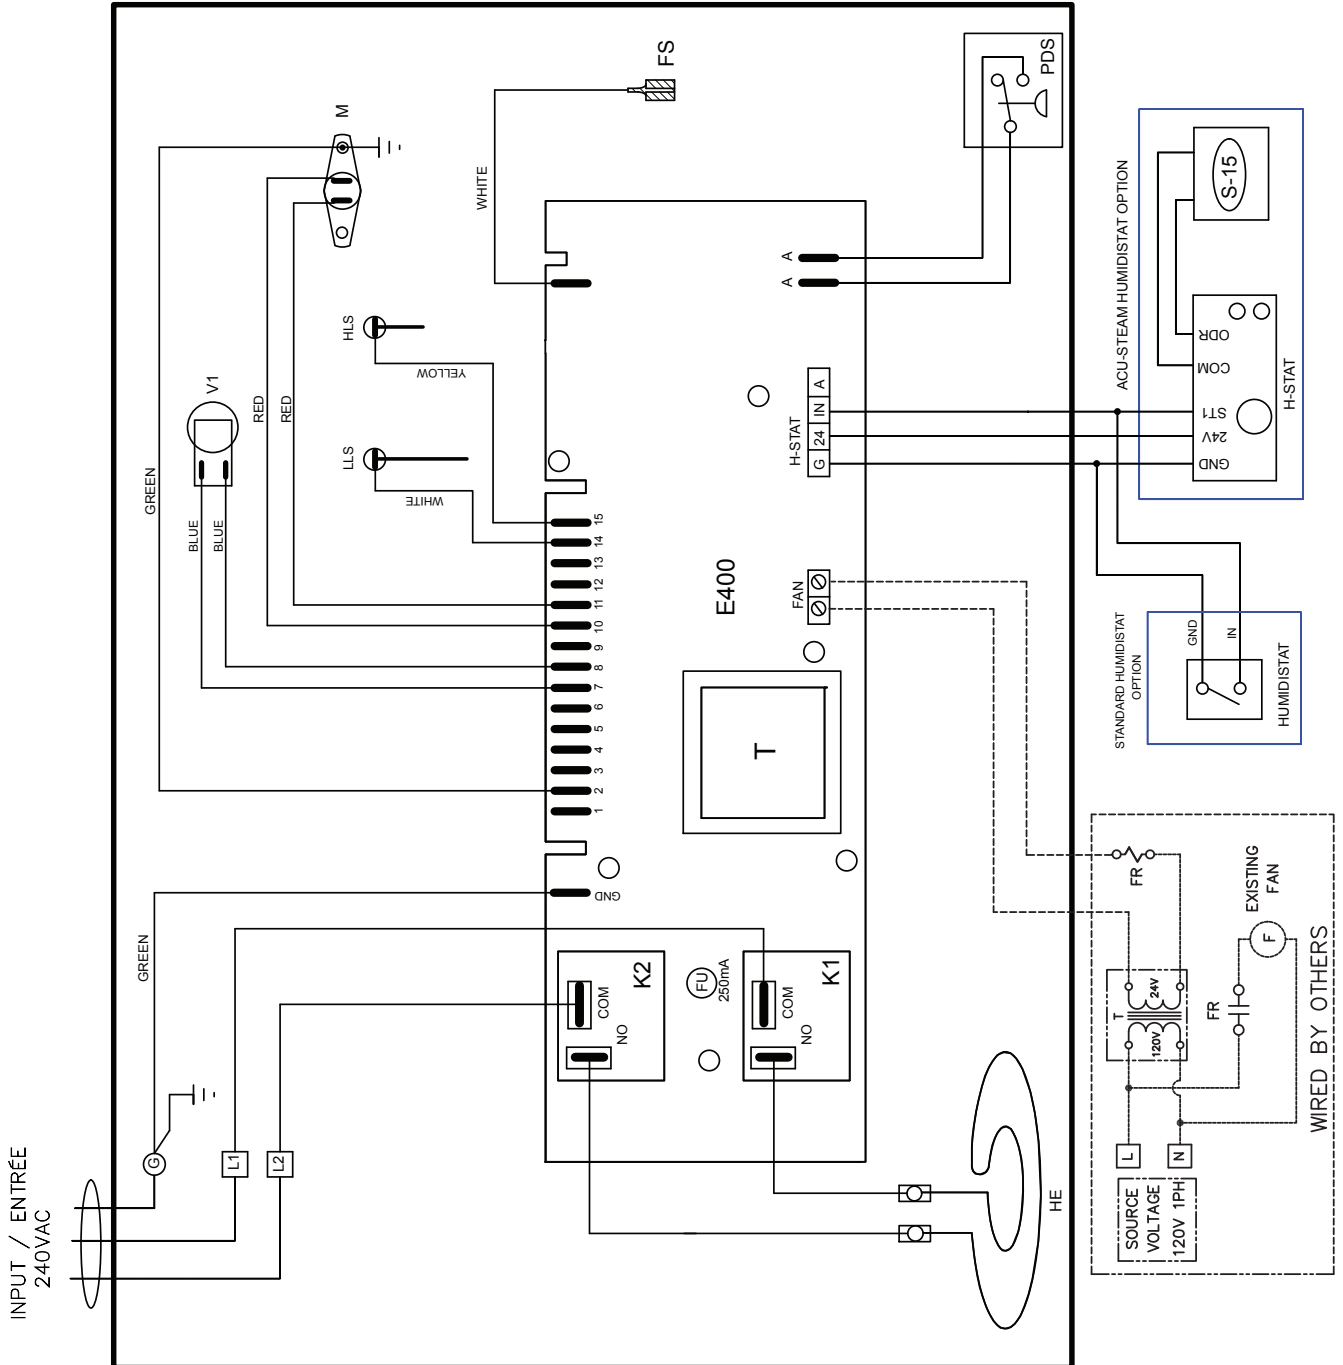 INPUT / ENTRÉE
240VAC
G
L1
L2
GREEN
GREEN
BLUE
BLUE
V1
RED
RED
M
HLS
YELLOW
LLS
WHITE
WHITE
FS
PDS
GND
1
2
3
4
5
6
7
8
9
10
11
12
13
14
15
E400
T
A
A
H-STAT
G
24
IN
A
FAN
K2
COM
NO
FU
250mA
K1
COM
NO
HE
ACU-STEAM HUMIDISTAT OPTION
S-15
ODR
COM
ST1
24V
GND
H-STAT
STANDARD HUMIDISTAT
OPTION
GND
IN
HUMIDISTAT
FR
EXISTING
FAN
F
T
24V
120V
FR
L
N
SOURCE
VOLTAGE
120V 1PH
WIRED BY OTHERS